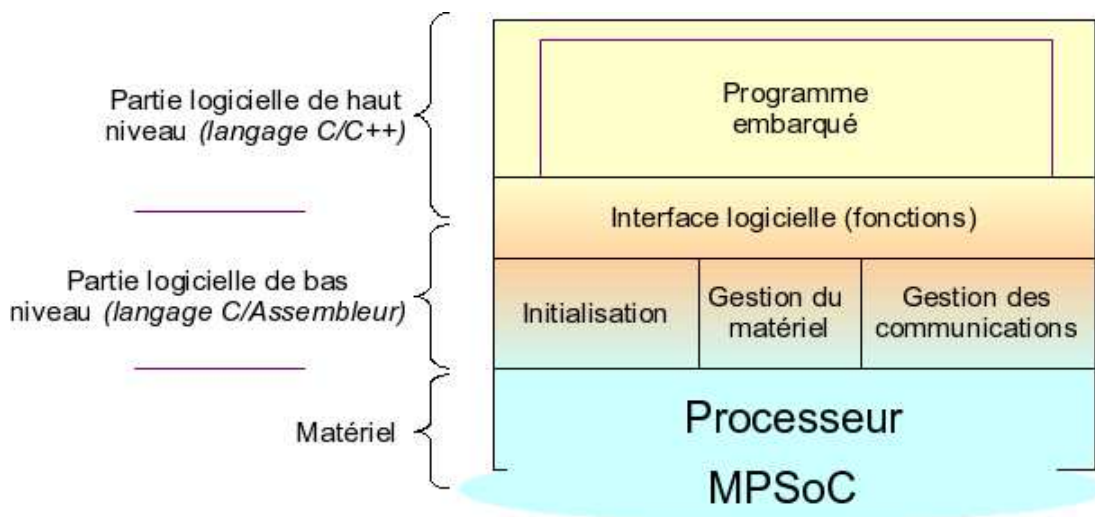 Partie logicielle de haut
niveau (langage C/C++)
Programme
embarqué
Interface logicielle (fonctions)
Partie logicielle de bas
niveau (langage C/Assembleur)
Initialisation
Gestion du
matériel
Gestion des
communications
Matériel
Processeur
MPSoC